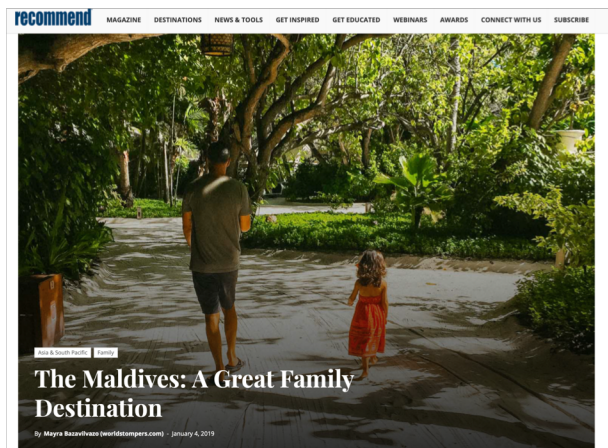 recommend MAGAZINE DESTINATIONS NEWS & TOOLS GET INSPIRED GET EDUCATED WEBINARS AWARDS CONNECT WITH US SUBSCRIBE
Asia & South Pacific Family
The Maldives: A Great Family
Destination
By Mayra Bazavilvazo (worldstompers.com) - January 4, 2019